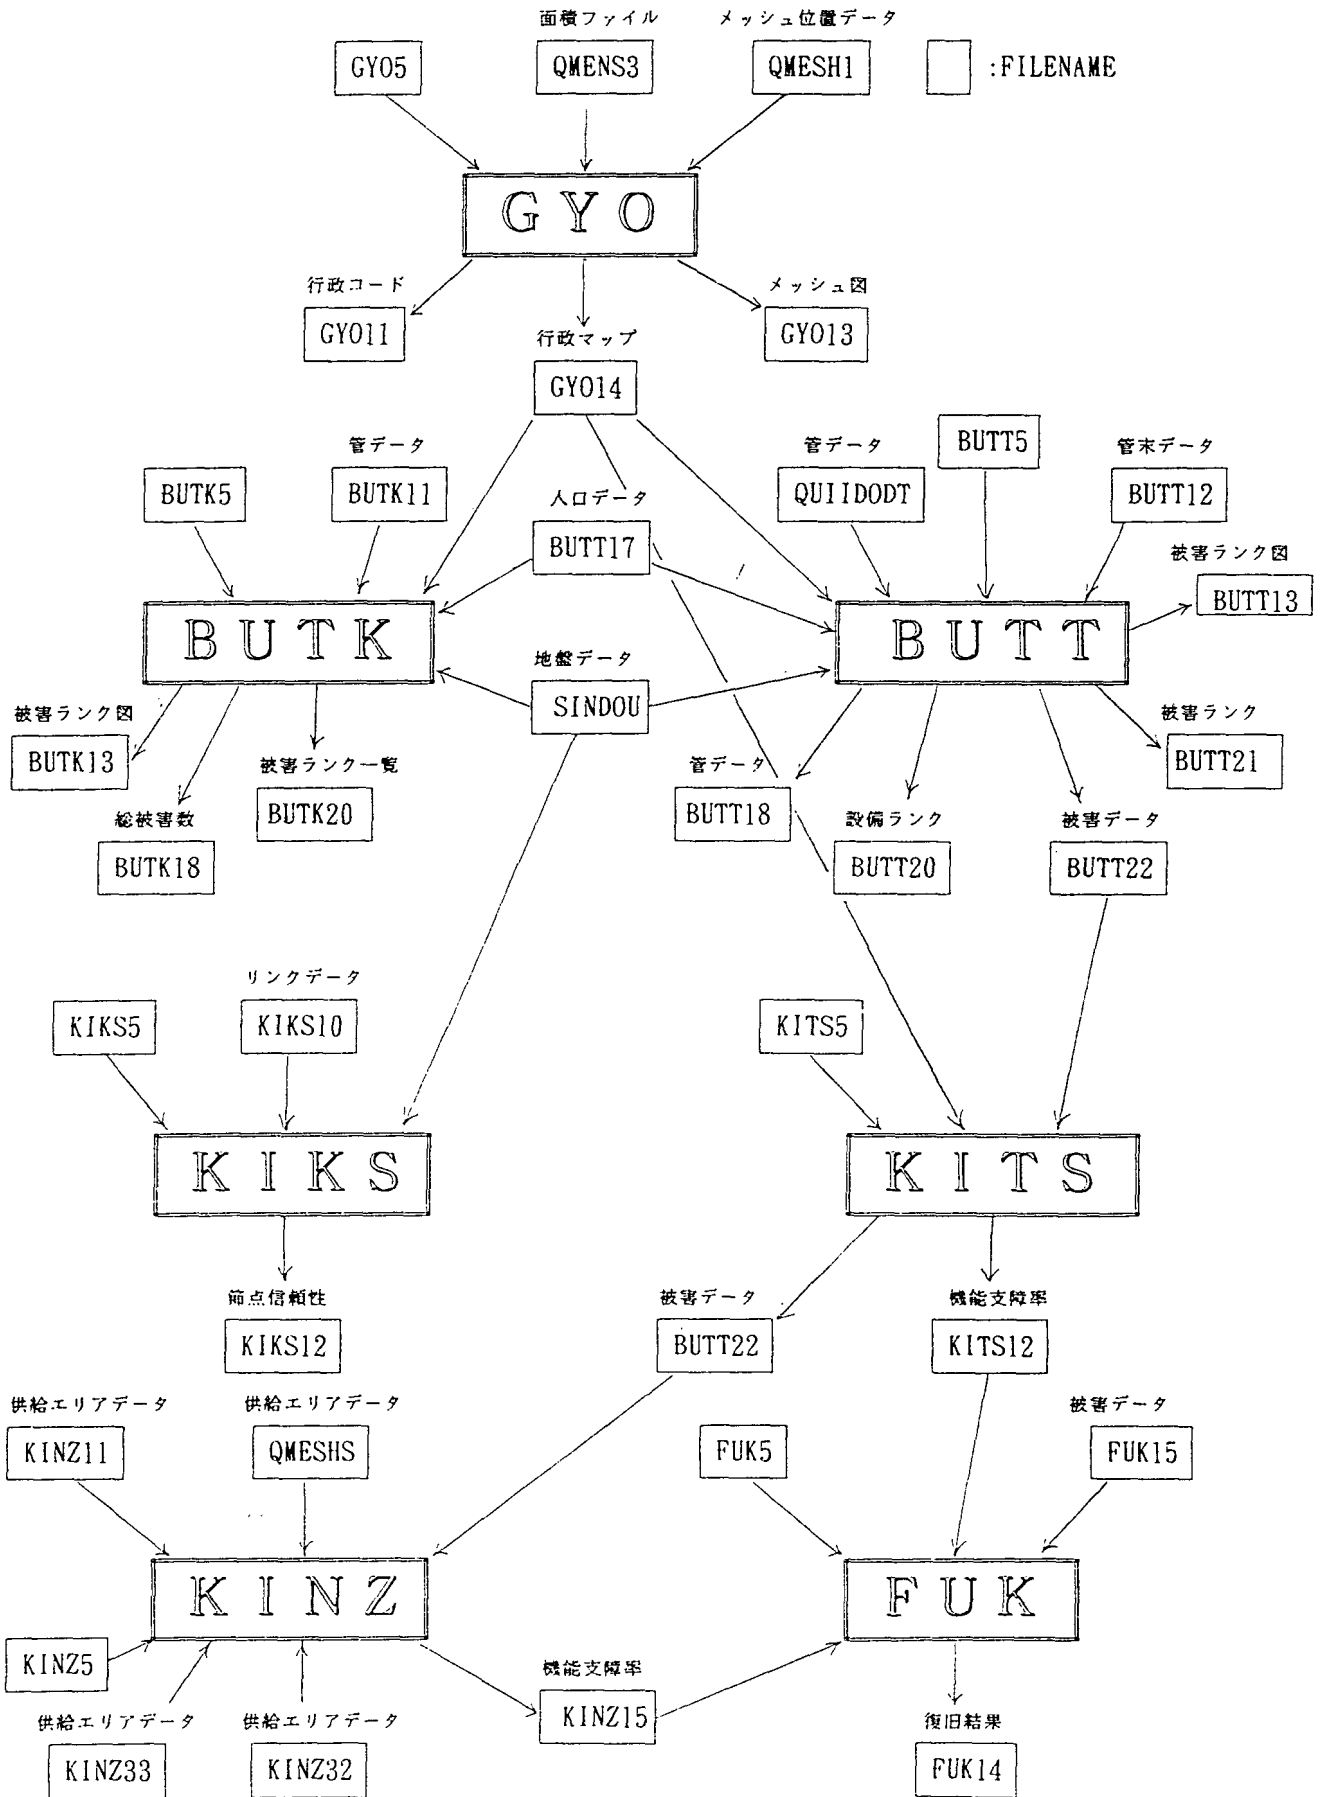 面積ファイル
メッシュ位置データ
GYO5
QMENS3
QMESH1
:FILENAME
GYO
行政コード
メッシュ図
GYO11
行政マップ
GYO13
GYO14
管データ
管データ
BUTT5
管末データ
BUTK5
BUTK11
人口データ
QUIIDODT
BUTT12
BUTT17
被害ランク図
BUTT13
BUTK
BUTT
地盤データ
SINDOU
被害ランク図
被害ランク
BUTK13
被害ランク一覧
管データ
BUTT21
BUTK20
BUTT18
総被害数
設備ランク
被害データ
BUTK18
BUTT20
BUTT22
リンクデータ
KIKS5
KIKS10
KITS5
KIKS
KITS
節点信頼性
被害データ
機能支障率
KIKS12
BUTT22
KITS12
供給エリアデータ
供給エリアデータ
被害データ
KINZ11
QMESHS
FUK5
FUK15
KINZ
FUK
KINZ5
機能支障率
KINZ15
供給エリアデータ
供給エリアデータ
復旧結果
KINZ33
KINZ32
FUK14